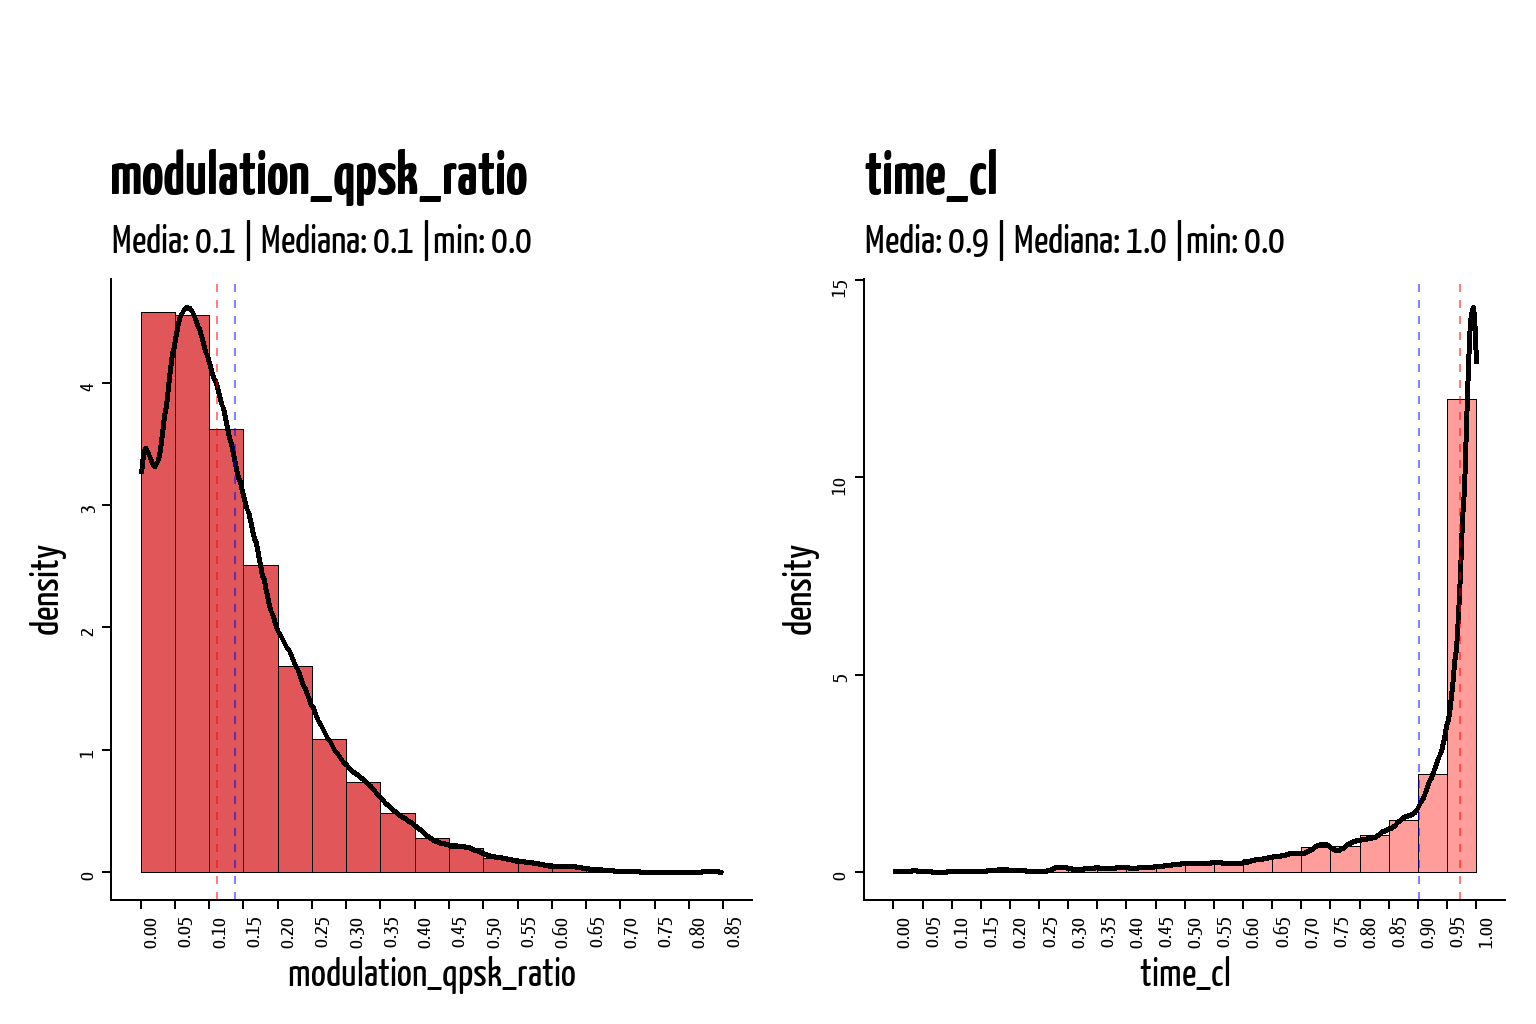 modulation_qpsk_ratio
Media: 0.1 | Mediana: 0.1 |min: 0.0
density
4
3
2
1
0
0.00 0.05 0.10 0.15 0.20 0.25 0.30 0.35 0.40 0.45 0.50 0.55 0.60 0.65 0.70 0.75 0.80 0.85
modulation_qpsk_ratio
time_cl
Media: 0.9 | Mediana: 1.0 |min: 0.0
density
15
10
5
0
0.00 0.05 0.10 0.15 0.20 0.25 0.30 0.35 0.40 0.45 0.50 0.55 0.60 0.65 0.70 0.75 0.80 0.85 0.90 0.95 1.00
time_cl